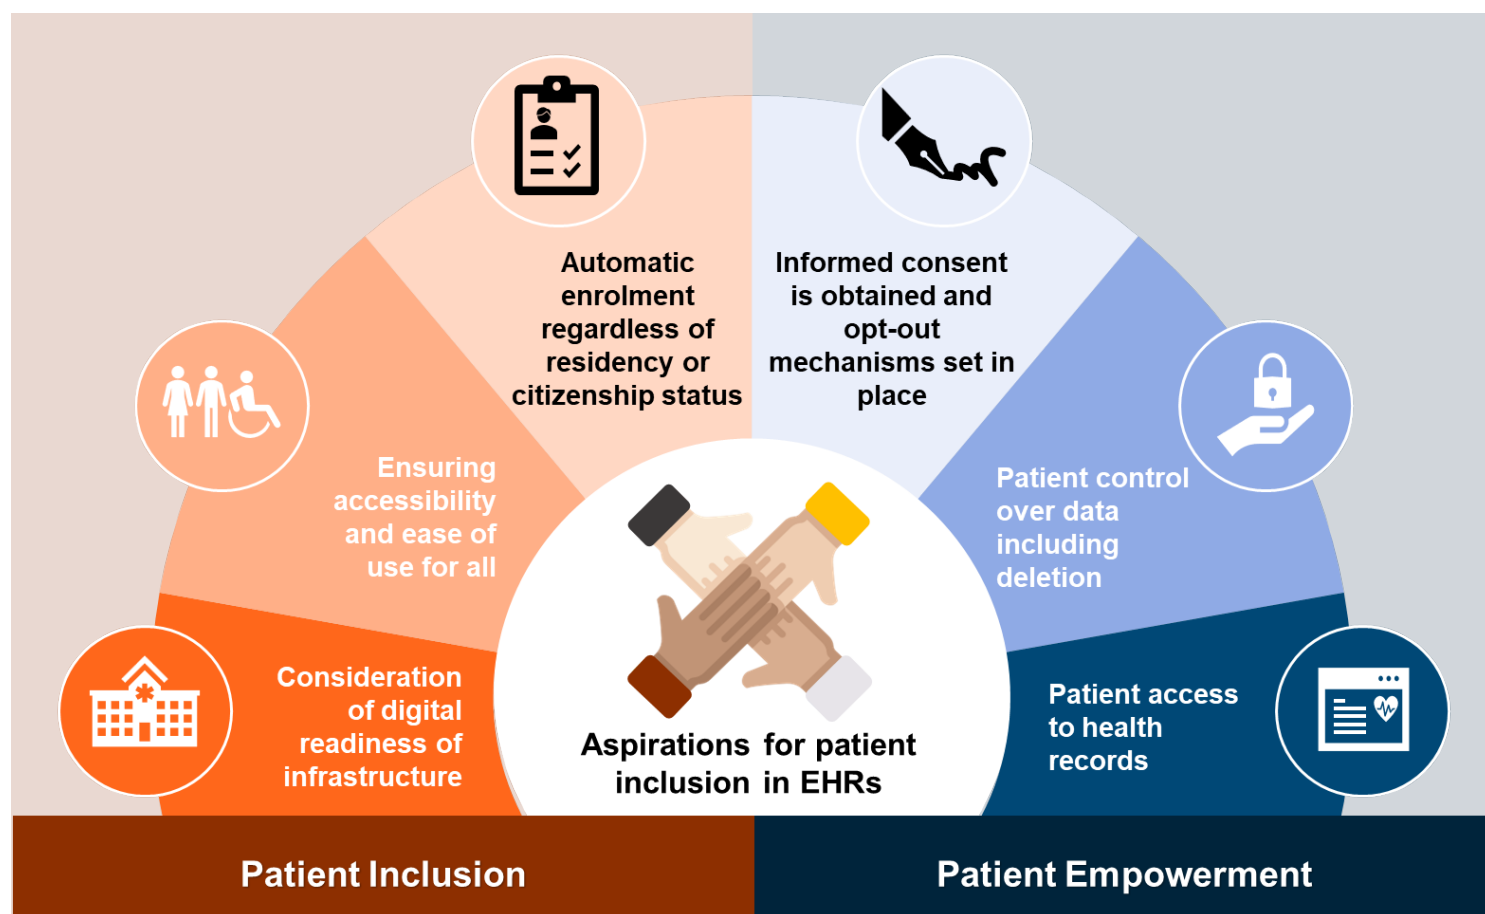 Automatic
enrolment
regardless of
residency or
citizenship status
Informed consent
is obtained and
opt-out
mechanisms set in
place
Ensuring
accessibility
and ease of
use for all
Patient control
over data
including
deletion
Consideration
of digital
readiness of
infrastructure
Patient access
to health
records
Aspirations for patient
inclusion in EHRs
Patient Inclusion
Patient Empowerment